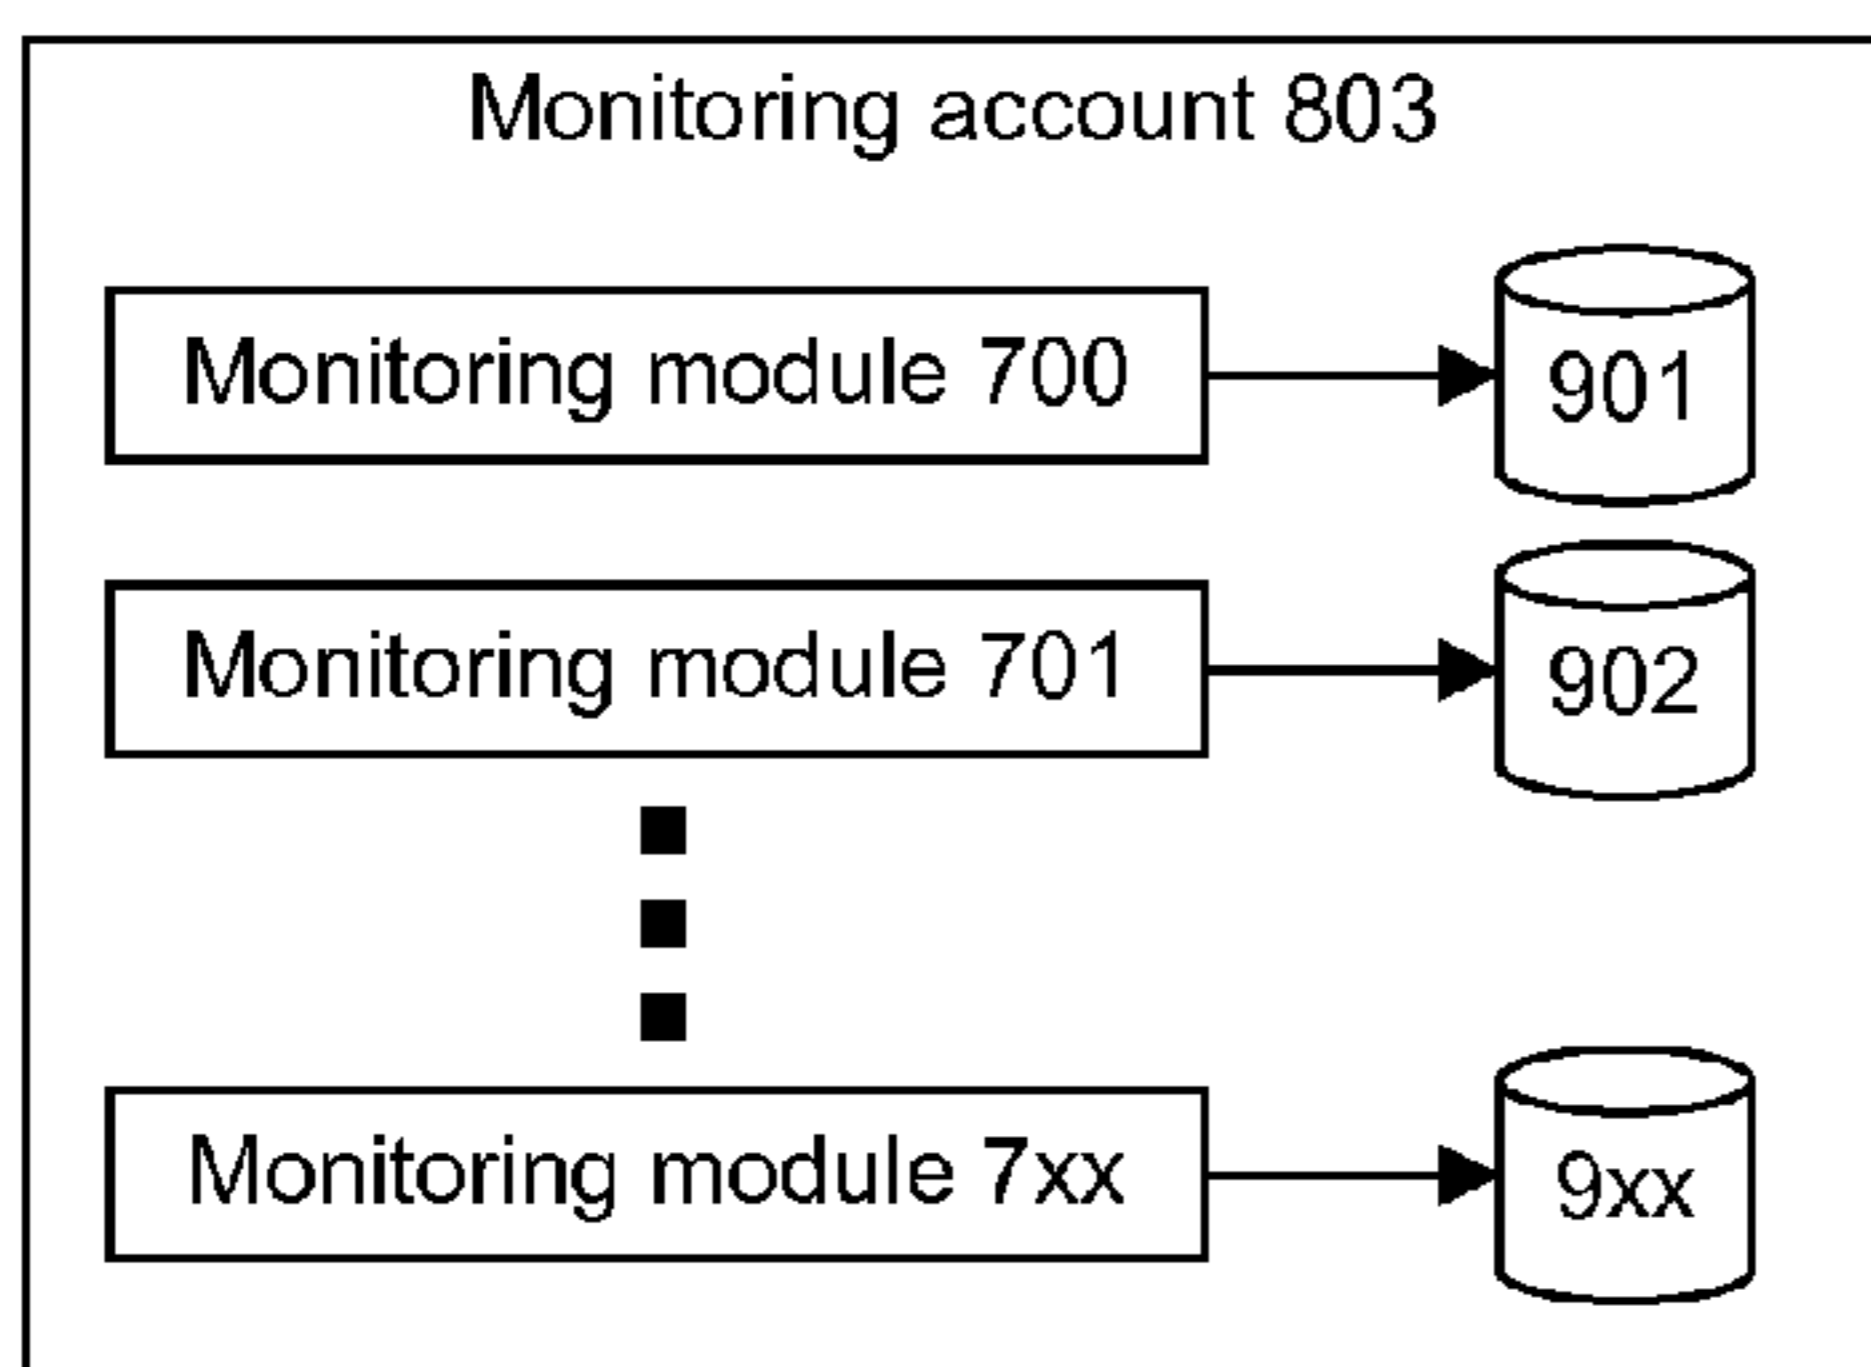 Monitoring account 803
Monitoring module 700
901
Monitoring module 701
902
Monitoring module 7xx
9xx